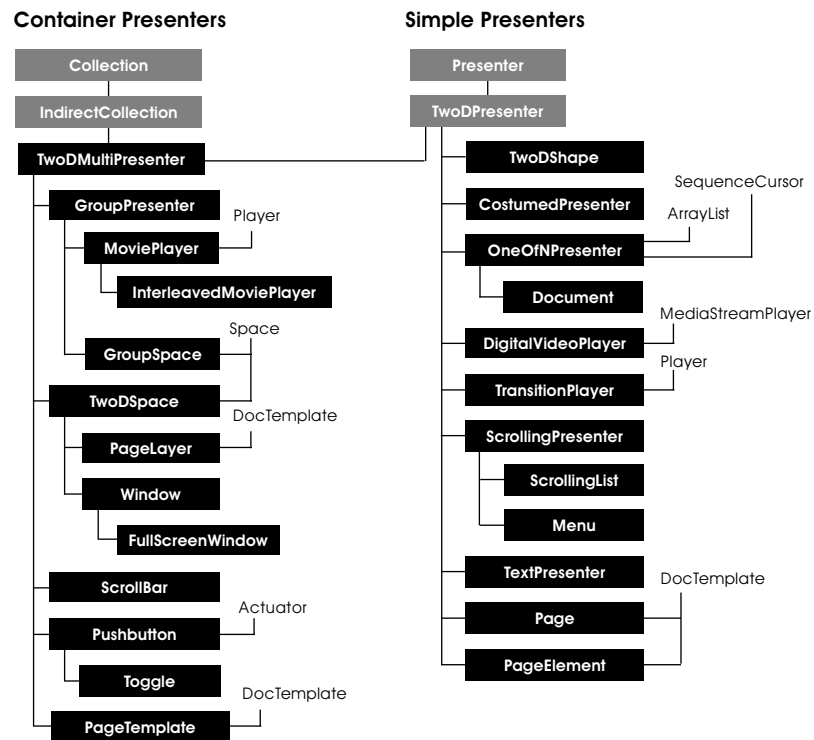 Container Presenters
Collection
IndirectCollection
TwoDMultiPresenter
GroupPresenter
Player
MoviePlayer
InterleavedMoviePlayer
Space
GroupSpace
TwoDSpace
DocTemplate
PageLayer
Window
FullScreenWindow
ScrollBar
Actuator
Pushbutton
Toggle
DocTemplate
PageTemplate
Simple Presenters
Presenter
TwoDPresenter
TwoDShape
SequenceCursor
CostumedPresenter
ArrayList
OneOfNPresenter
Document
MediaStreamPlayer
DigitalVideoPlayer
Player
TransitionPlayer
ScrollingPresenter
ScrollingList
Menu
TextPresenter
DocTemplate
Page
PageElement